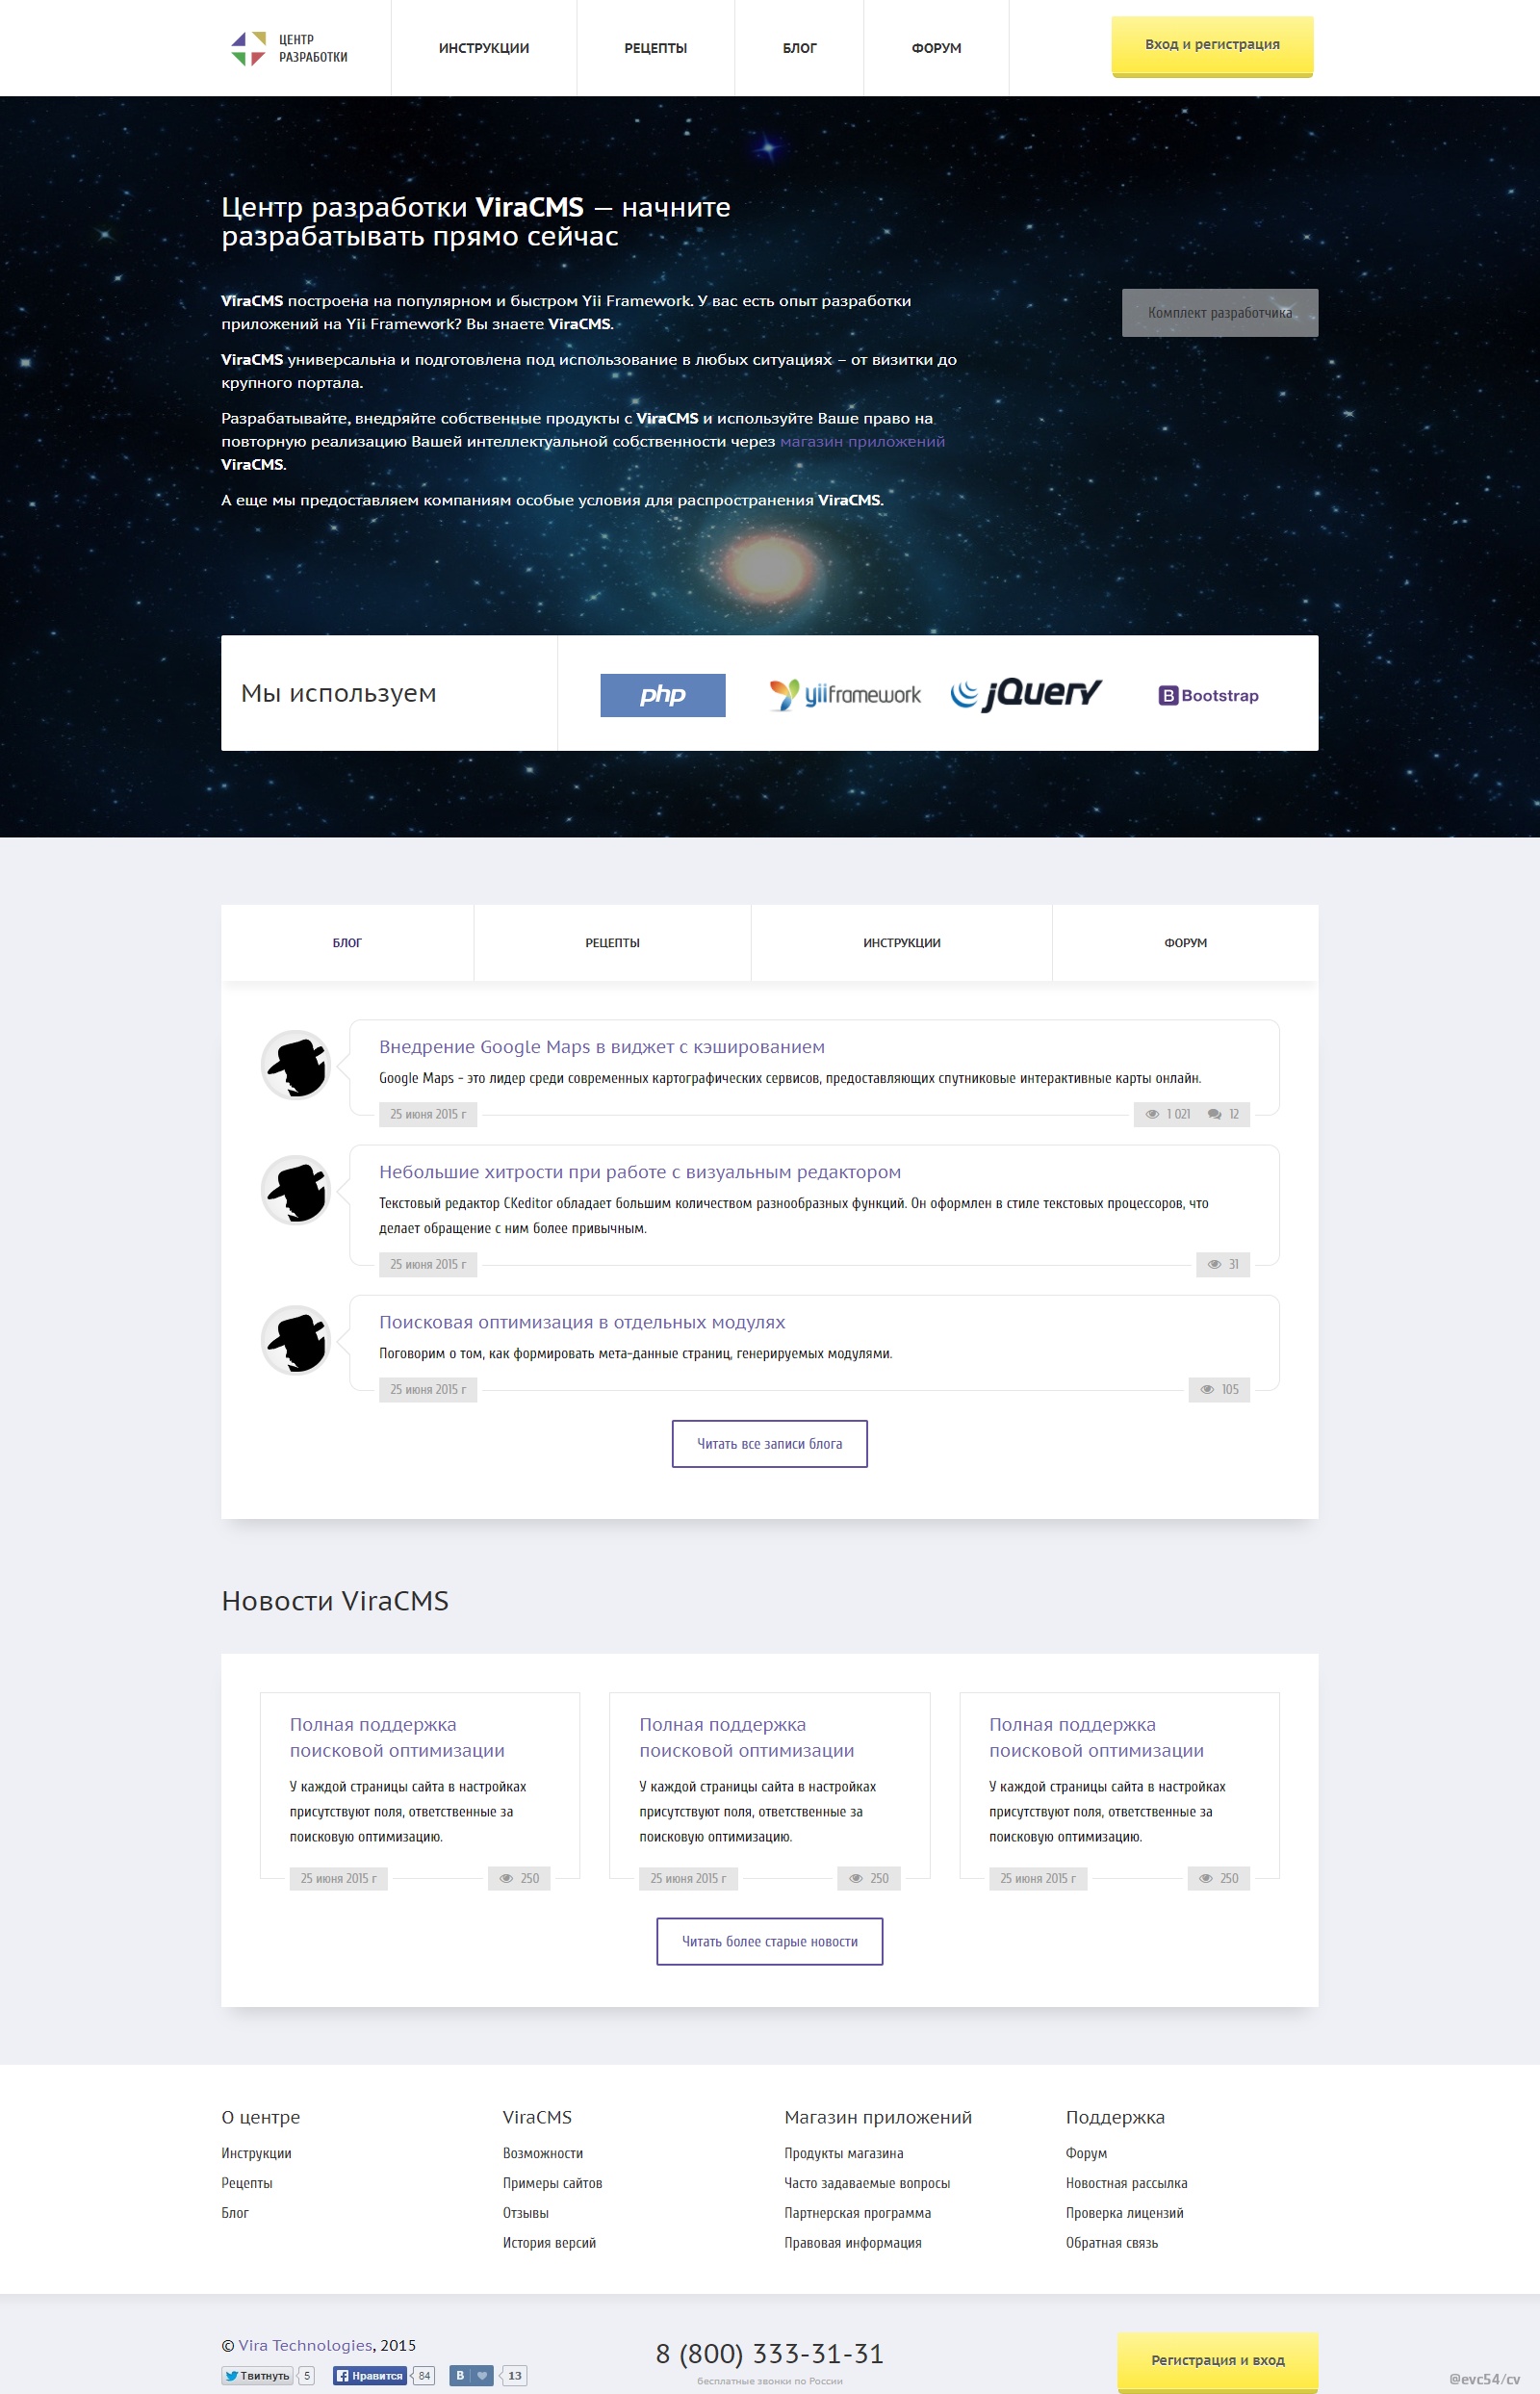 ЦЕНТР
РАЗРАБОТКИ
ИНСТРУКЦИИ
РЕЦЕПТЫ
БЛОГ
ФОРУМ
Вход и регистрация
Центр разработки ViraCMS — начните
разрабатывать прямо сейчас
ViraCMS построена на популярном и быстром Yii Framework. У вас есть опыт разработки
приложений на Yii Framework? Вы знаете ViraCMS.
Комплект разработчика
ViraCMS универсальна и подготовлена под использование в любых ситуациях – от визитки до
крупного портала.
Разрабатывайте, внедряйте собственные продукты с ViraCMS и используйте Ваше право на
повторную реализацию Вашей интеллектуальной собственности через магазин приложений
ViraCMS.
А еще мы предоставляем компаниям особые условия для распространения ViraCMS.
Мы используем
php
yiiframework
jQuery
B Bootstrap
БЛОГ
РЕЦЕПТЫ
ИНСТРУКЦИИ
ФОРУМ
Внедрение Google Maps в виджет с кэшированием
Google Maps - это лидер среди современных картографических сервисов, предоставляющих спутниковые интерактивные карты онлайн.
25 июня 2015 г
1 021
12
Небольшие хитрости при работе с визуальным редактором
Текстовый редактор CKeditor обладает большим количеством разнообразных функций. Он оформлен в стиле текстовых процессоров, что
делает обращение с ним более привычным.
25 июня 2015 г
31
Поисковая оптимизация в отдельных модулях
Поговорим о том, как формировать мета-данные страниц, генерируемых модулями.
25 июня 2015 г
105
Читать все записи блога
Новости ViraCMS
Полная поддержка
поисковой оптимизации
У каждой страницы сайта в настройках
присутствуют поля, ответственные за
поисковую оптимизацию.
25 июня 2015 г
250
Полная поддержка
поисковой оптимизации
У каждой страницы сайта в настройках
присутствуют поля, ответственные за
поисковую оптимизацию.
25 июня 2015 г
250
Полная поддержка
поисковой оптимизации
У каждой страницы сайта в настройках
присутствуют поля, ответственные за
поисковую оптимизацию.
25 июня 2015 г
250
Читать более старые новости
О центре
Инструкции
Рецепты
Блог
ViraCMS
Возможности
Примеры сайтов
Отзывы
История версий
Магазин приложений
Продукты магазина
Часто задаваемые вопросы
Партнерская программа
Правовая информация
Поддержка
Форум
Новостная рассылка
Проверка лицензий
Обратная связь
© Vira Technologies, 2015
Твитнуть 5
Нравится 84
В 13
8 (800) 333-31-31
бесплатные звонки по России
Регистрация и вход
@evc54/cv